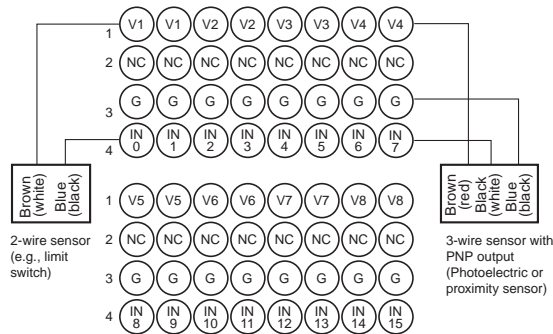 1 V1 V1 V2 V2 V3 V3 V4 V4
2 NC NC NC NC NC NC NC NC
3 G G G G G G G G
4 IN 0 IN 1 IN 2 IN 3 IN 4 IN 5 IN 6 IN 7
Brown (white)
Blue (black)
2-wire sensor
(e.g., limit
switch)
Brown (red)
Black (white)
Blue (black)
3-wire sensor with
PNP output
(Photoelectric or
proximity sensor)
1 V5 V5 V6 V6 V7 V7 V8 V8
2 NC NC NC NC NC NC NC NC
3 G G G G G G G G
4 IN 8 IN 9 IN 10 IN 11 IN 12 IN 13 IN 14 IN 15